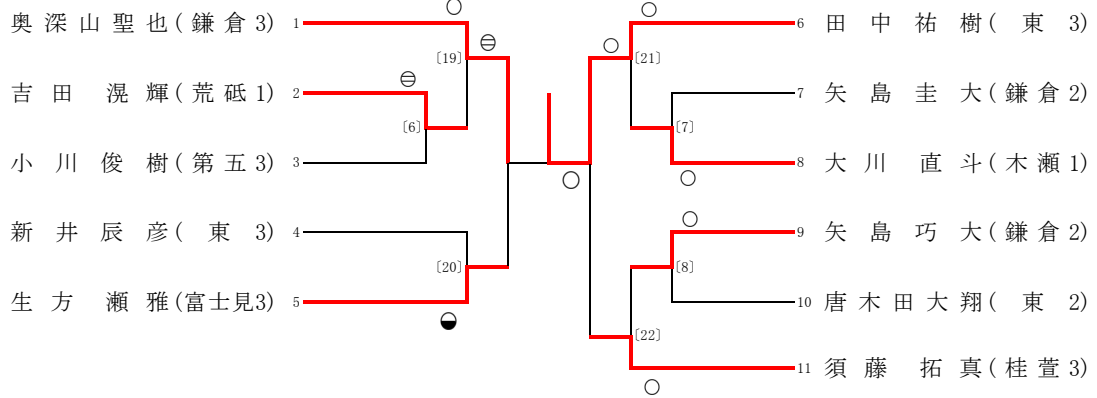 奥深山聖也(鎌倉3) 1
〔19〕
吉田 滉輝(荒砥1) 2
〔6〕
小川俊樹(第五3) 3
新井辰彦(東 3) 4
〔20〕
生方 瀬雅(富士見3) 5
6 田中祐樹(東 3)
〔21〕
7 矢島圭大(鎌倉2)
〔7〕
8 大川 直斗(木瀬1)
9 矢島巧大(鎌倉2)
〔8〕
10 唐木田大翔(東 2)
〔22〕
11 須藤 拓真(桂萱3)